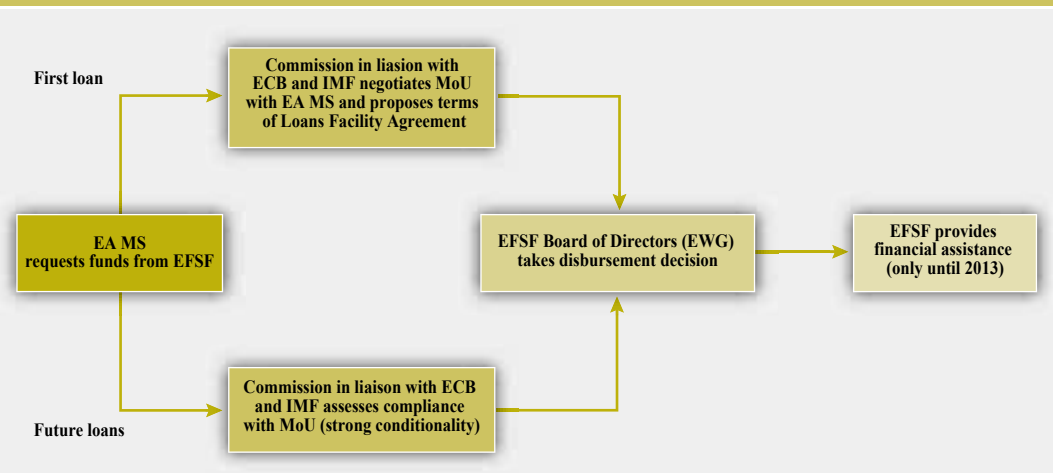 First loan
Commission in liasion with
ECB and IMF negotiates MoU
with EA MS and proposes terms
of Loans Facility Agreement
EA MS
requests funds from EFSF
EFSF Board of Directors (EWG)
takes disbursement decision
EFSF provides
financial assistance
(only until 2013)
Commission in liaison with ECB
and IMF assesses compliance
with MoU (strong conditionality)
Future loans